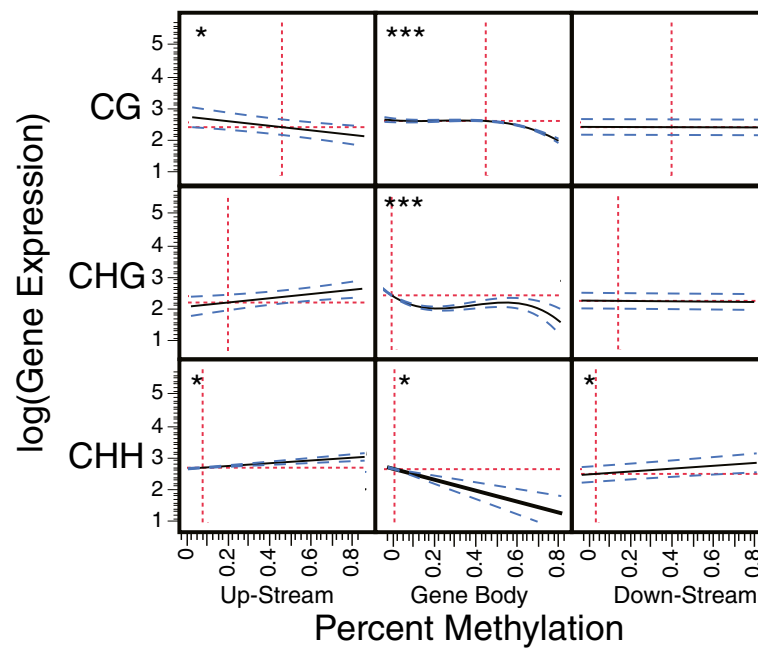 * ***
CG
5
4
3
2
1
***
CHG
5
4
3
2
1
* * *
CHH
5
4
3
2
1
log(Gene Expression)
0 0.2 0.4 0.6 0.8 0 0.2 0.4 0.6 0.8 0 0.2 0.4 0.6 0.8
Up-Stream Gene Body Down-Stream
Percent Methylation